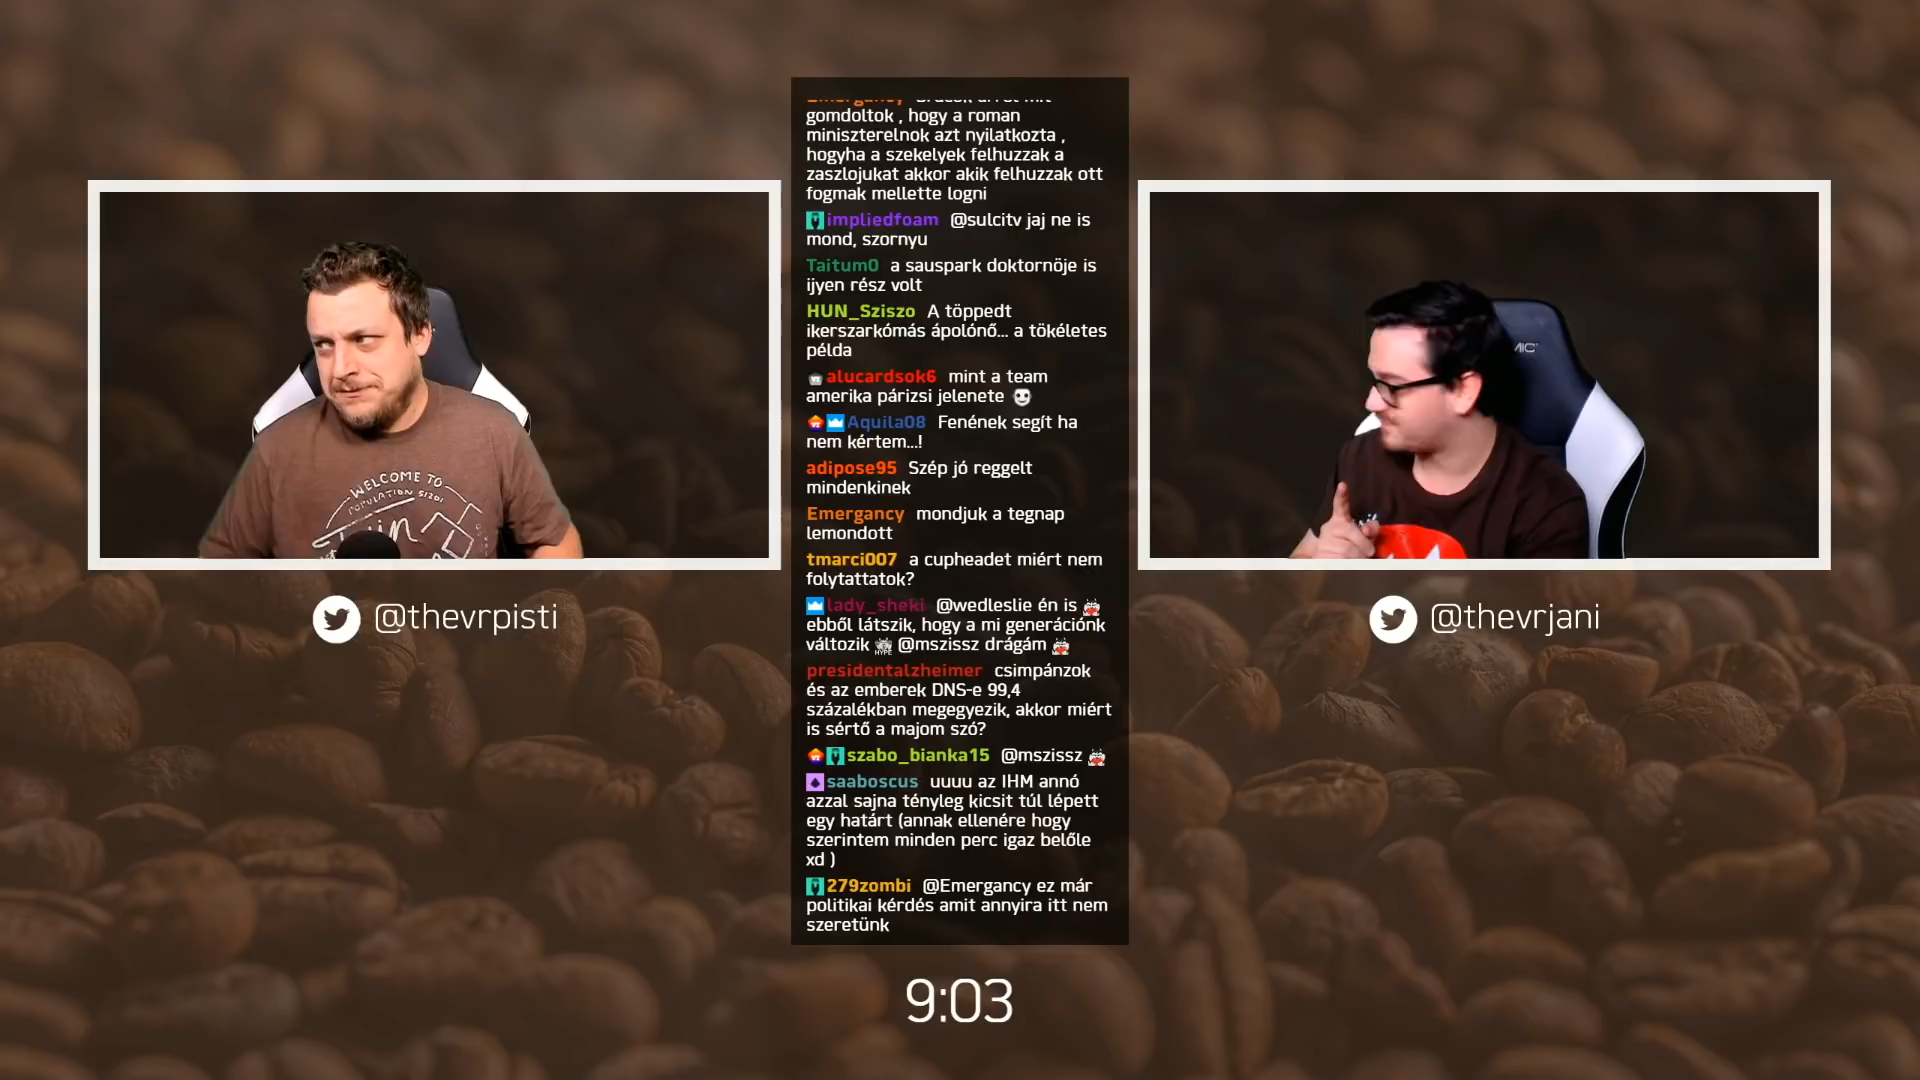 gomdoltok , hogy a roman
miniszterelnok azt nyilatkozta ,
hogyha a szekelyek felhuzzak a
zaszlojukat akkor akik felhuzzak ott
fogmak mellette logni
impliedfoam @sulcitv jaj ne is
mond, szornyu
Taitum0 a sauspark doktornöje is
ijyen rész volt
HUN_Sziszo A töppedt
ikerszarkómás ápolónő... a tökéletes
példa
alucardsok6 mint a team
amerika párizsi jelenete
Aquila08 Fenének segít ha
nem kértem...!
adipose95 Szép jó reggelt
mindenkinek
Emergancy mondjuk a tegnap
lemondott
tmarci007 a cupheadet miért nem
folytattatok?
lady_sheki @wedleslie én is
ebből látszik, hogy a mi generációnk
változik HYPE @mszissz drágám
presidentalzheimer csimpánzok
és az emberek DNS-e 99,4
százalékban megegyezik, akkor miért
is sértő a majom szó?
szabo_bianka15 @mszissz
saaboscus uuuu az IHM annó
azzal sajna tényleg kicsit túl lépett
egy határt (annak ellenére hogy
szerintem minden perc igaz belőle
xd )
279zombi @Emergancy ez már
politikai kérdés amit annyira itt nem
szeretünk
WELCOME TO
POPULATION
@thevrpisti
@thevrjani
9:03